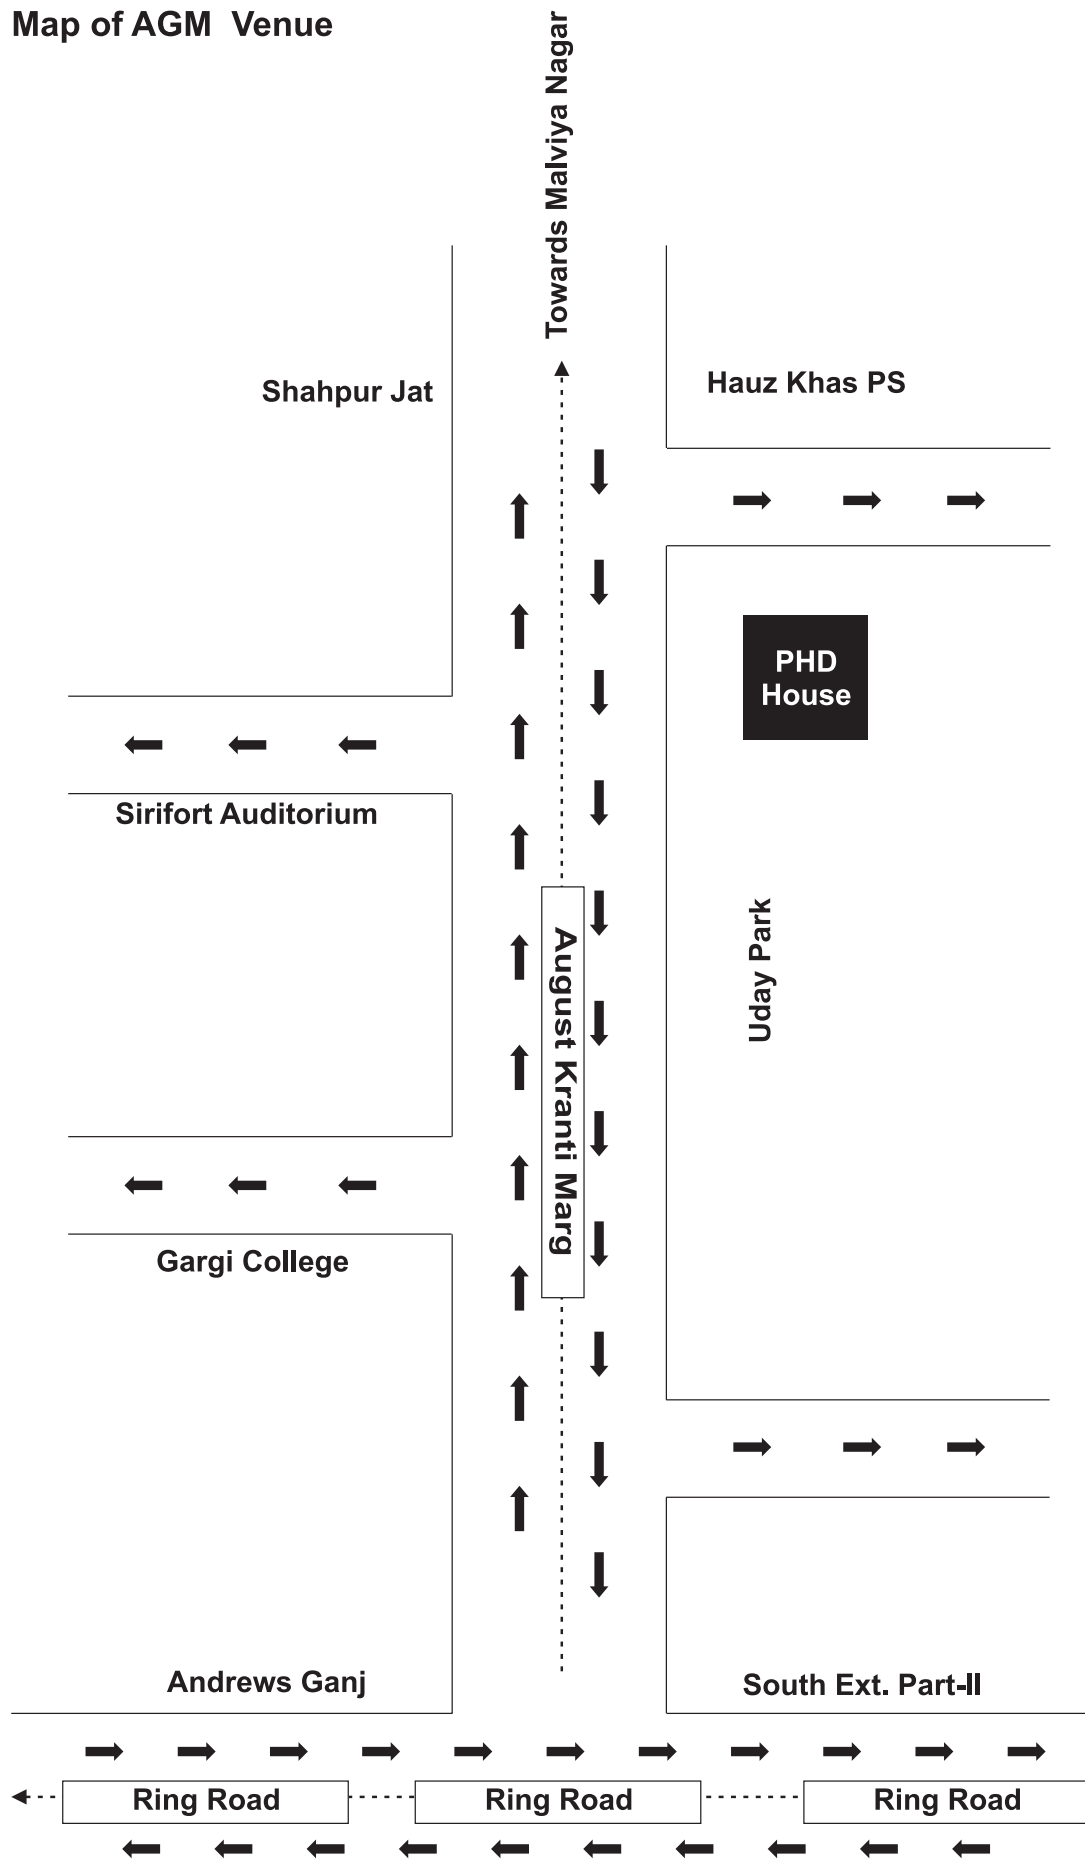 Map of AGM  Venue
Towards Malviya Nagar
Shahpur Jat
Hauz Khas PS
PHD
House
Sirifort Auditorium
Uday Park
August Kranti Marg
Gargi College
Andrews Ganj
South Ext. Part-II
Ring Road
Ring Road
Ring Road